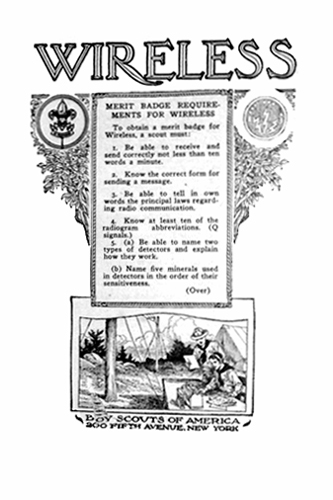 WIRELESS
MERIT BADGE REQUIRE-
MENTS FOR WIRELESS
To obtain a merit badge for
Wireless, a scout must:
1. Be able to receive and
send correctly not less than ten
words a minute.
2. Know the correct form for
sending a message.
3. Be able to tell in own
words the principal laws regard-
ing radio communication.
4. Know at least ten of the
radiogram abbreviations. (Q
signals.)
5. (a) Be able to name two
types of detectors and explain
how they work.
(b) Name five minerals used
in detectors in the order of their
sensitiveness.
(Over)
BOY SCOUTS OF AMERICA
200 FIFTH AVENUE, NEW YORK